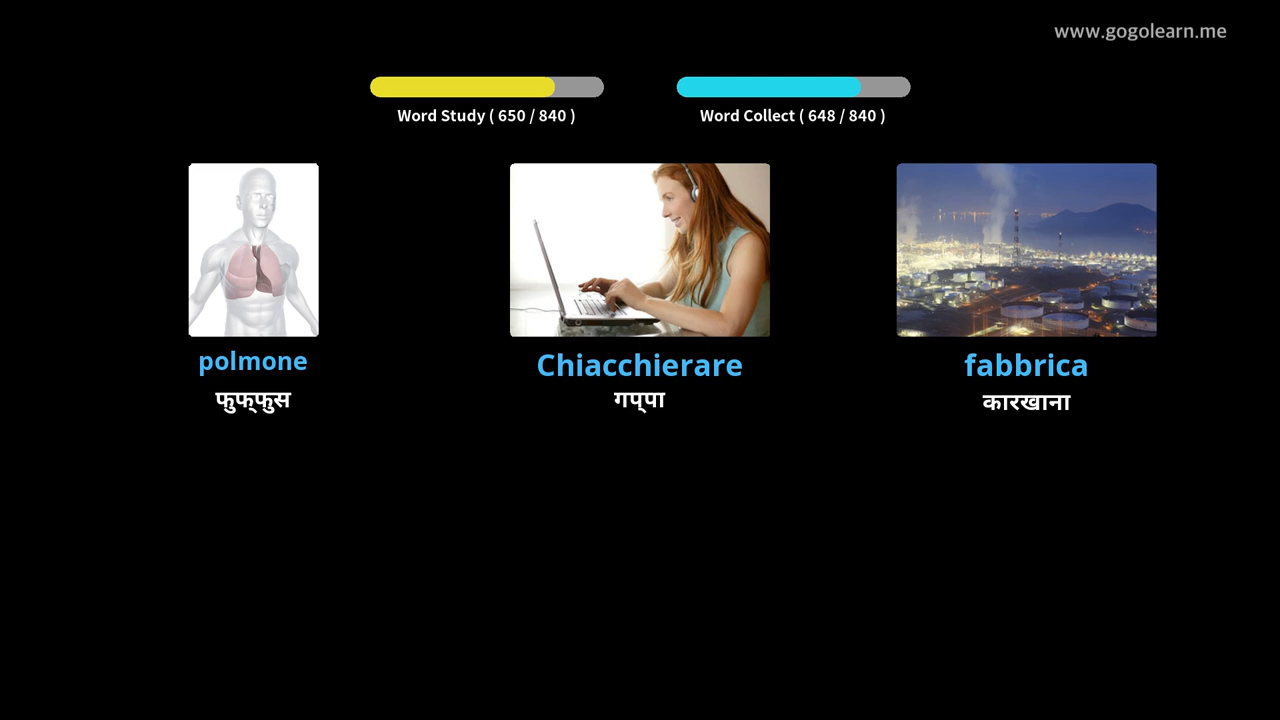 www.gogolearn.me
Word Study ( 650 / 840 )
Word Collect ( 648 / 840 )
polmone
फुफ्फुस
Chiacchierare
गप्पा
fabbrica
कारखाना